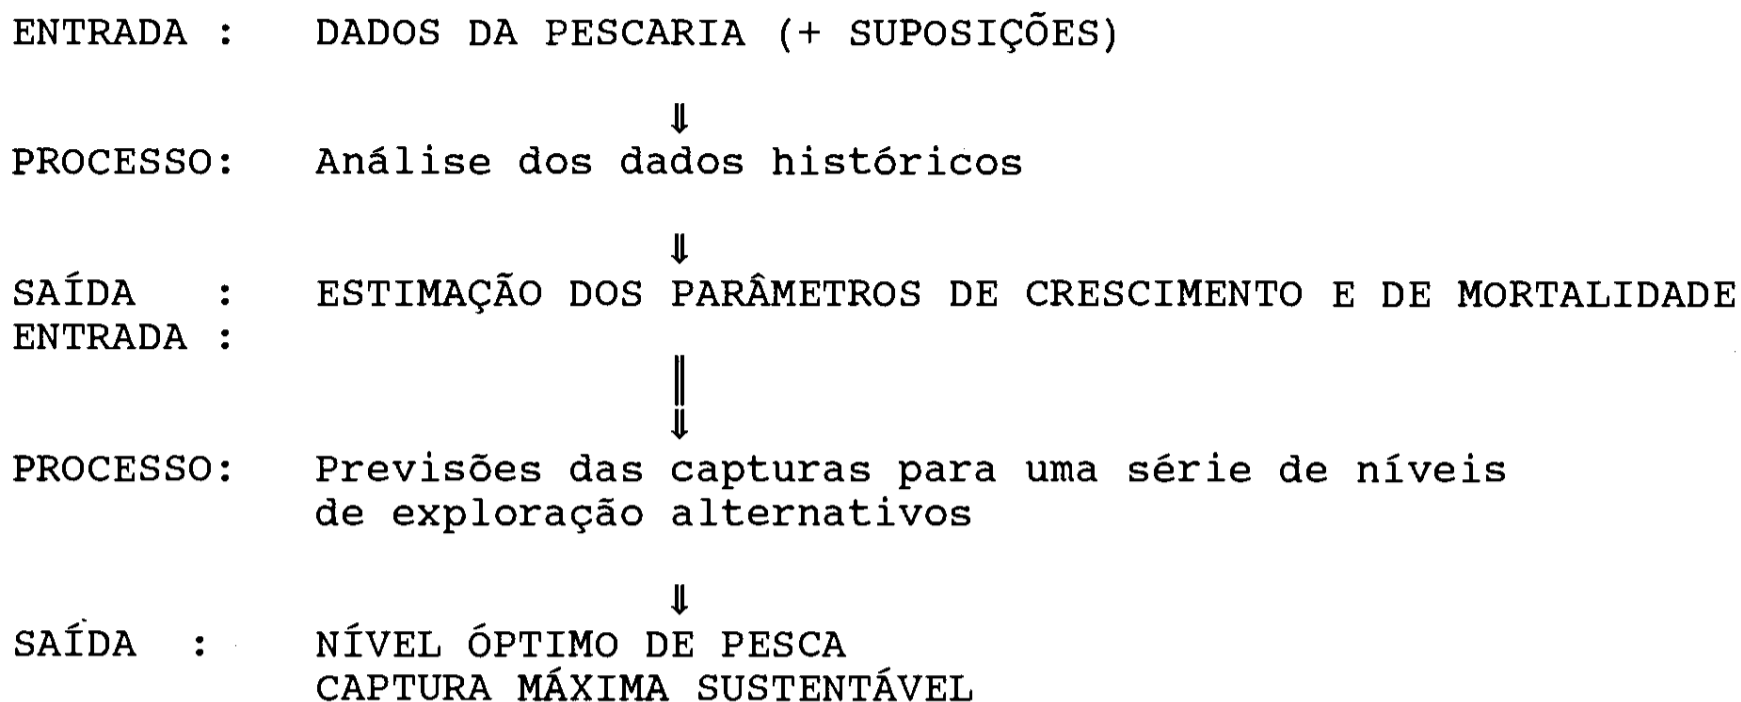 ENTRADA : DADOS DA PESCARIA (+ SUPOSIÇÕES)
⇓
PROCESSO: Análise dos dados históricos
⇓
SAÍDA : ESTIMAÇÃO DOS PARÂMETROS DE CRESCIMENTO E DE MORTALIDADE
ENTRADA :
⇓
PROCESSO: Previsões das capturas para uma série de níveis
de exploração alternativos
⇓
SAÍDA : NÍVEL ÓPTIMO DE PESCA
CAPTURA MÁXIMA SUSTENTÁVEL